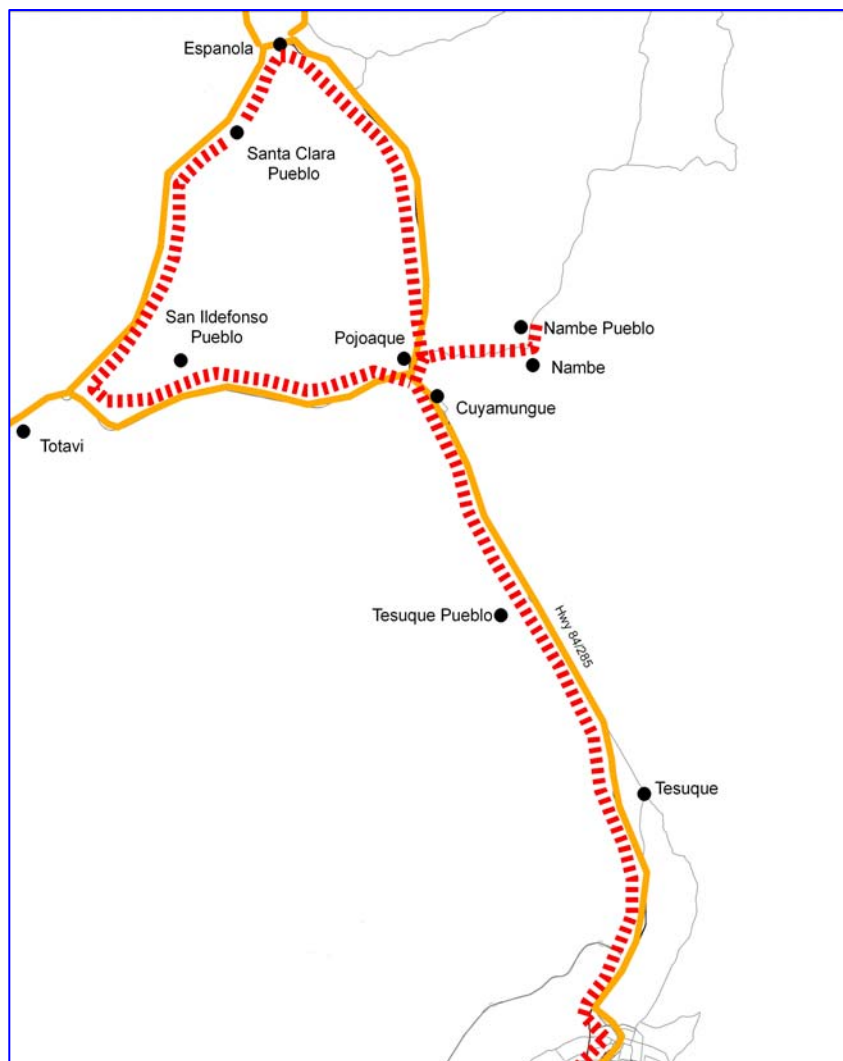 Espanola
Santa Clara
Pueblo
San Ildefonso
Pueblo
Pojoaque
Nambe Pueblo
Nambe
Cuyamungue
Totavi
Tesuque Pueblo
Hwy 84/285
Tesuque